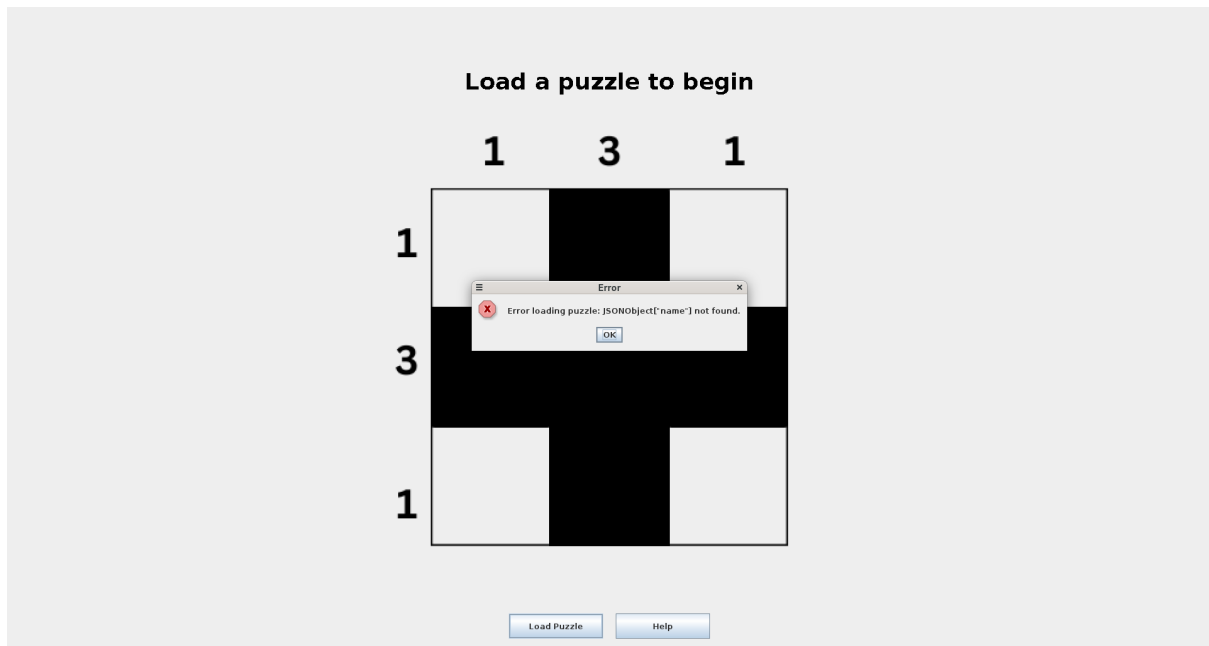 Load a puzzle to begin
1 3 1
1
Error
Error loading puzzle: JSONObject["name"] not found.
OK
3
1
Load Puzzle Help